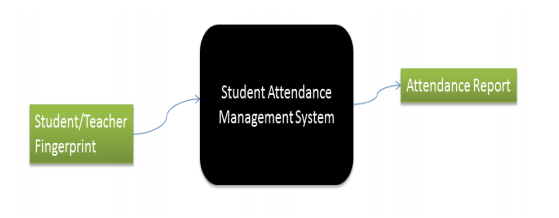 Student/Teacher
Fingerprint
Student Attendance
Management System
Attendance Report